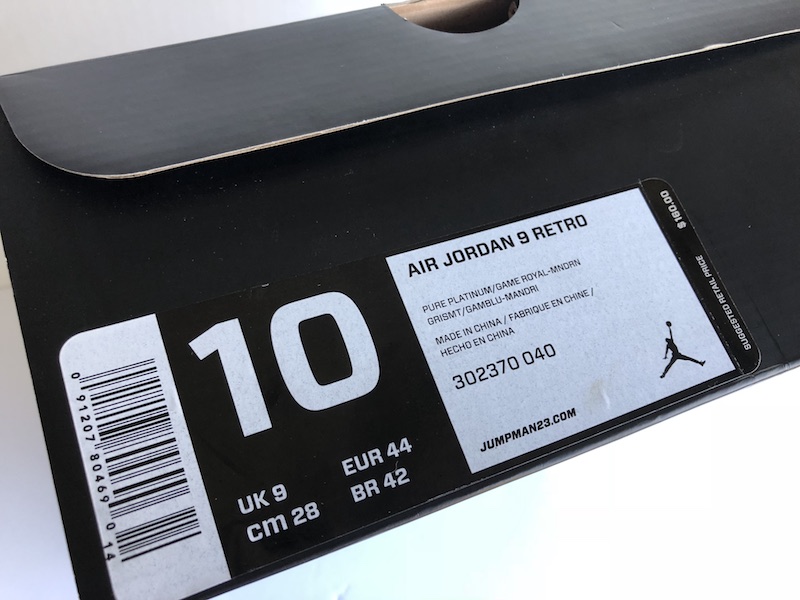 AIR JORDAN 9 RETRO
PURE PLATINUM/GAME ROYAL-MNDRN
GRISMT/GAMBLU-MANDRI
MADE IN CHINA / FABRIQUE EN CHINE /
HECHO EN CHINA
302370 040
JUMPMAN23.COM
$160.00
SUGGESTED RETAIL PRICE
10
UK 9
EUR 44
CM 28
BR 42
0 91207 80469 0 14